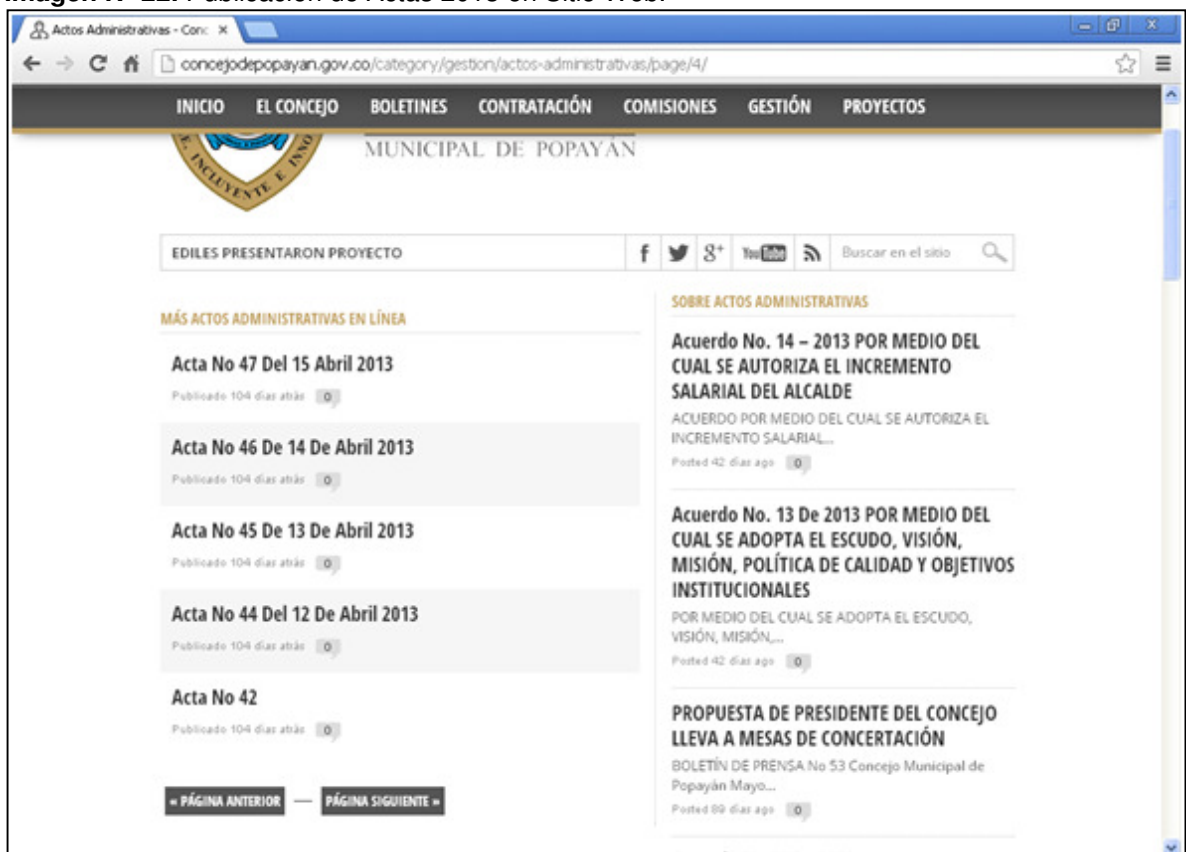 Imagen N° 22. Publicación de Actas 2013 en Sitio Web.
Actos Administrativas - Conc
concejodepopayan.gov.co/category/gestion/actos-administrativas/page/4/
INICIO EL CONCEJO BOLETINES CONTRATACIÓN COMISIONES GESTIÓN PROYECTOS
MUNICIPAL DE POPAYÁN
INCLUYENTE E INNO
EDILES PRESENTARON PROYECTO
f 8+ YouTube Buscar en el sitio
MÁS ACTOS ADMINISTRATIVAS EN LÍNEA
Acta No 47 Del 15 Abril 2013
Publicado 104 días atrás 0
Acta No 46 De 14 De Abril 2013
Publicado 104 días atrás 0
Acta No 45 De 13 De Abril 2013
Publicado 104 días atrás 0
Acta No 44 Del 12 De Abril 2013
Publicado 104 días atrás 0
Acta No 42
Publicado 104 días atrás 0
« PÁGINA ANTERIOR — PÁGINA SIGUIENTE »
SOBRE ACTOS ADMINISTRATIVAS
Acuerdo No. 14 – 2013 POR MEDIO DEL
CUAL SE AUTORIZA EL INCREMENTO
SALARIAL DEL ALCALDE
ACUERDO POR MEDIO DEL CUAL SE AUTORIZA EL
INCREMENTO SALARIAL...
Posted 42 días ago 0
Acuerdo No. 13 De 2013 POR MEDIO DEL
CUAL SE ADOPTA EL ESCUDO, VISIÓN,
MISIÓN, POLÍTICA DE CALIDAD Y OBJETIVOS
INSTITUCIONALES
POR MEDIO DEL CUAL SE ADOPTA EL ESCUDO,
VISIÓN, MISIÓN,...
Posted 42 días ago 0
PROPUESTA DE PRESIDENTE DEL CONCEJO
LLEVA A MESAS DE CONCERTACIÓN
BOLETÍN DE PRENSA No 53 Concejo Municipal de
Popayán Mayo...
Posted 89 días ago 0